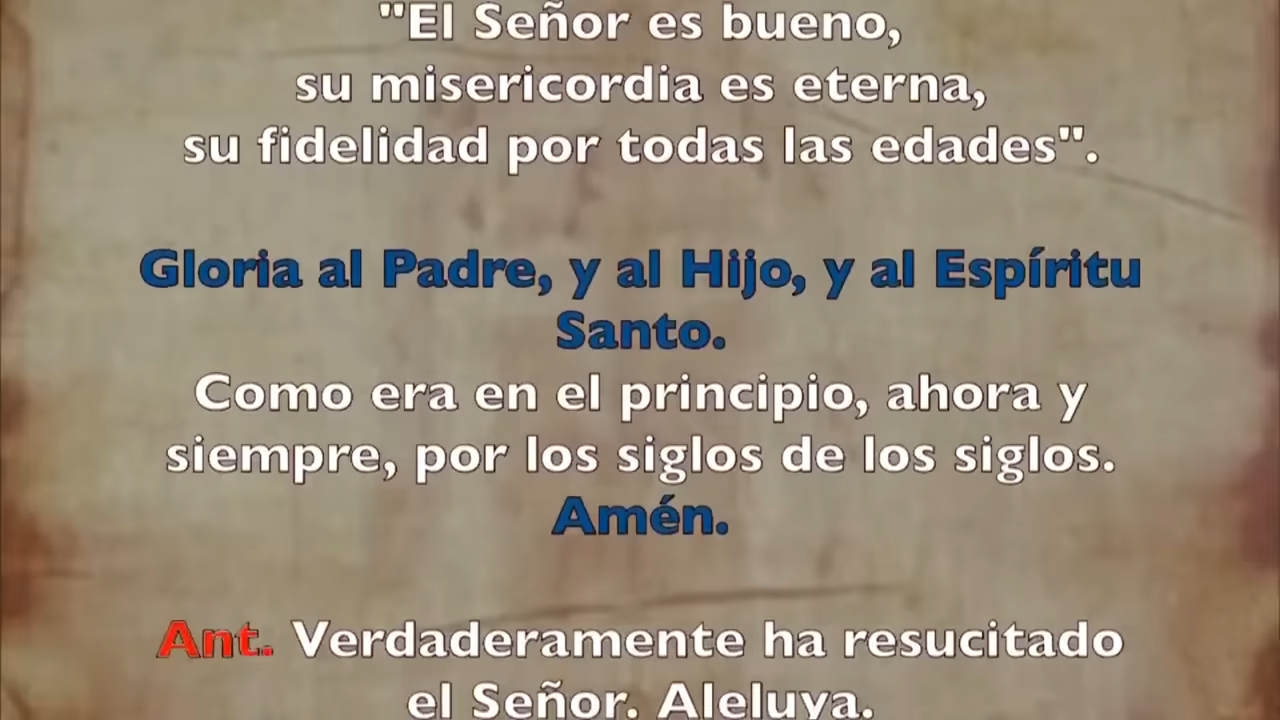 "El Señor es bueno,
su misericordia es eterna,
su fidelidad por todas las edades".
Gloria al Padre, y al Hijo, y al Espíritu
Santo.
Como era en el principio, ahora y
siempre, por los siglos de los siglos.
Amén.
Ant. Verdaderamente ha resucitado
el Señor. Aleluya.